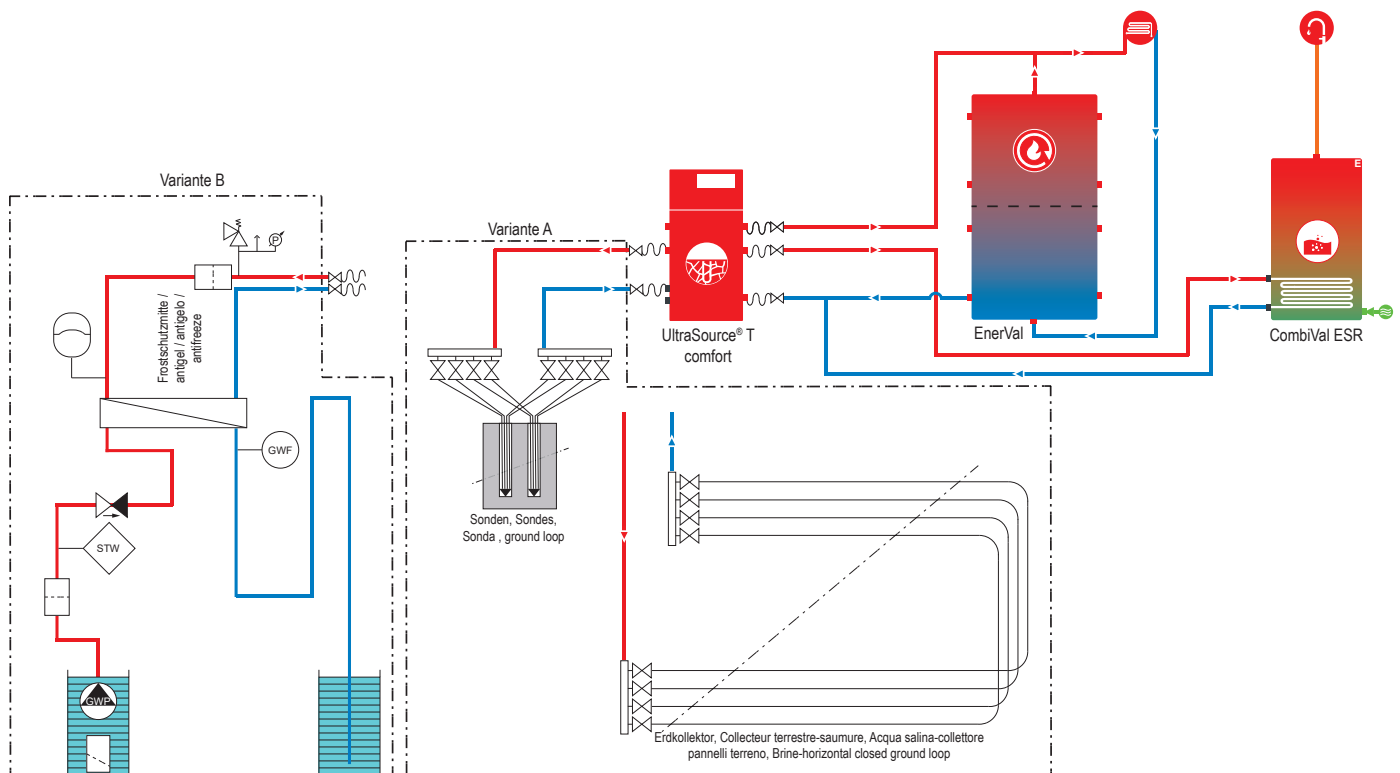 Variante B
Variante A
P
Frostschutzmitte /
antigel / antigelo /
antifreeze
GWF
STW
GWP
UltraSource® T
comfort
EnerVal
E
CombiVal ESR
1
Sonden, Sondes,
Sonda , ground loop
Erdkollektor, Collecteur terrestre-saumure, Acqua salina-collettore
pannelli terreno, Brine-horizontal closed ground loop